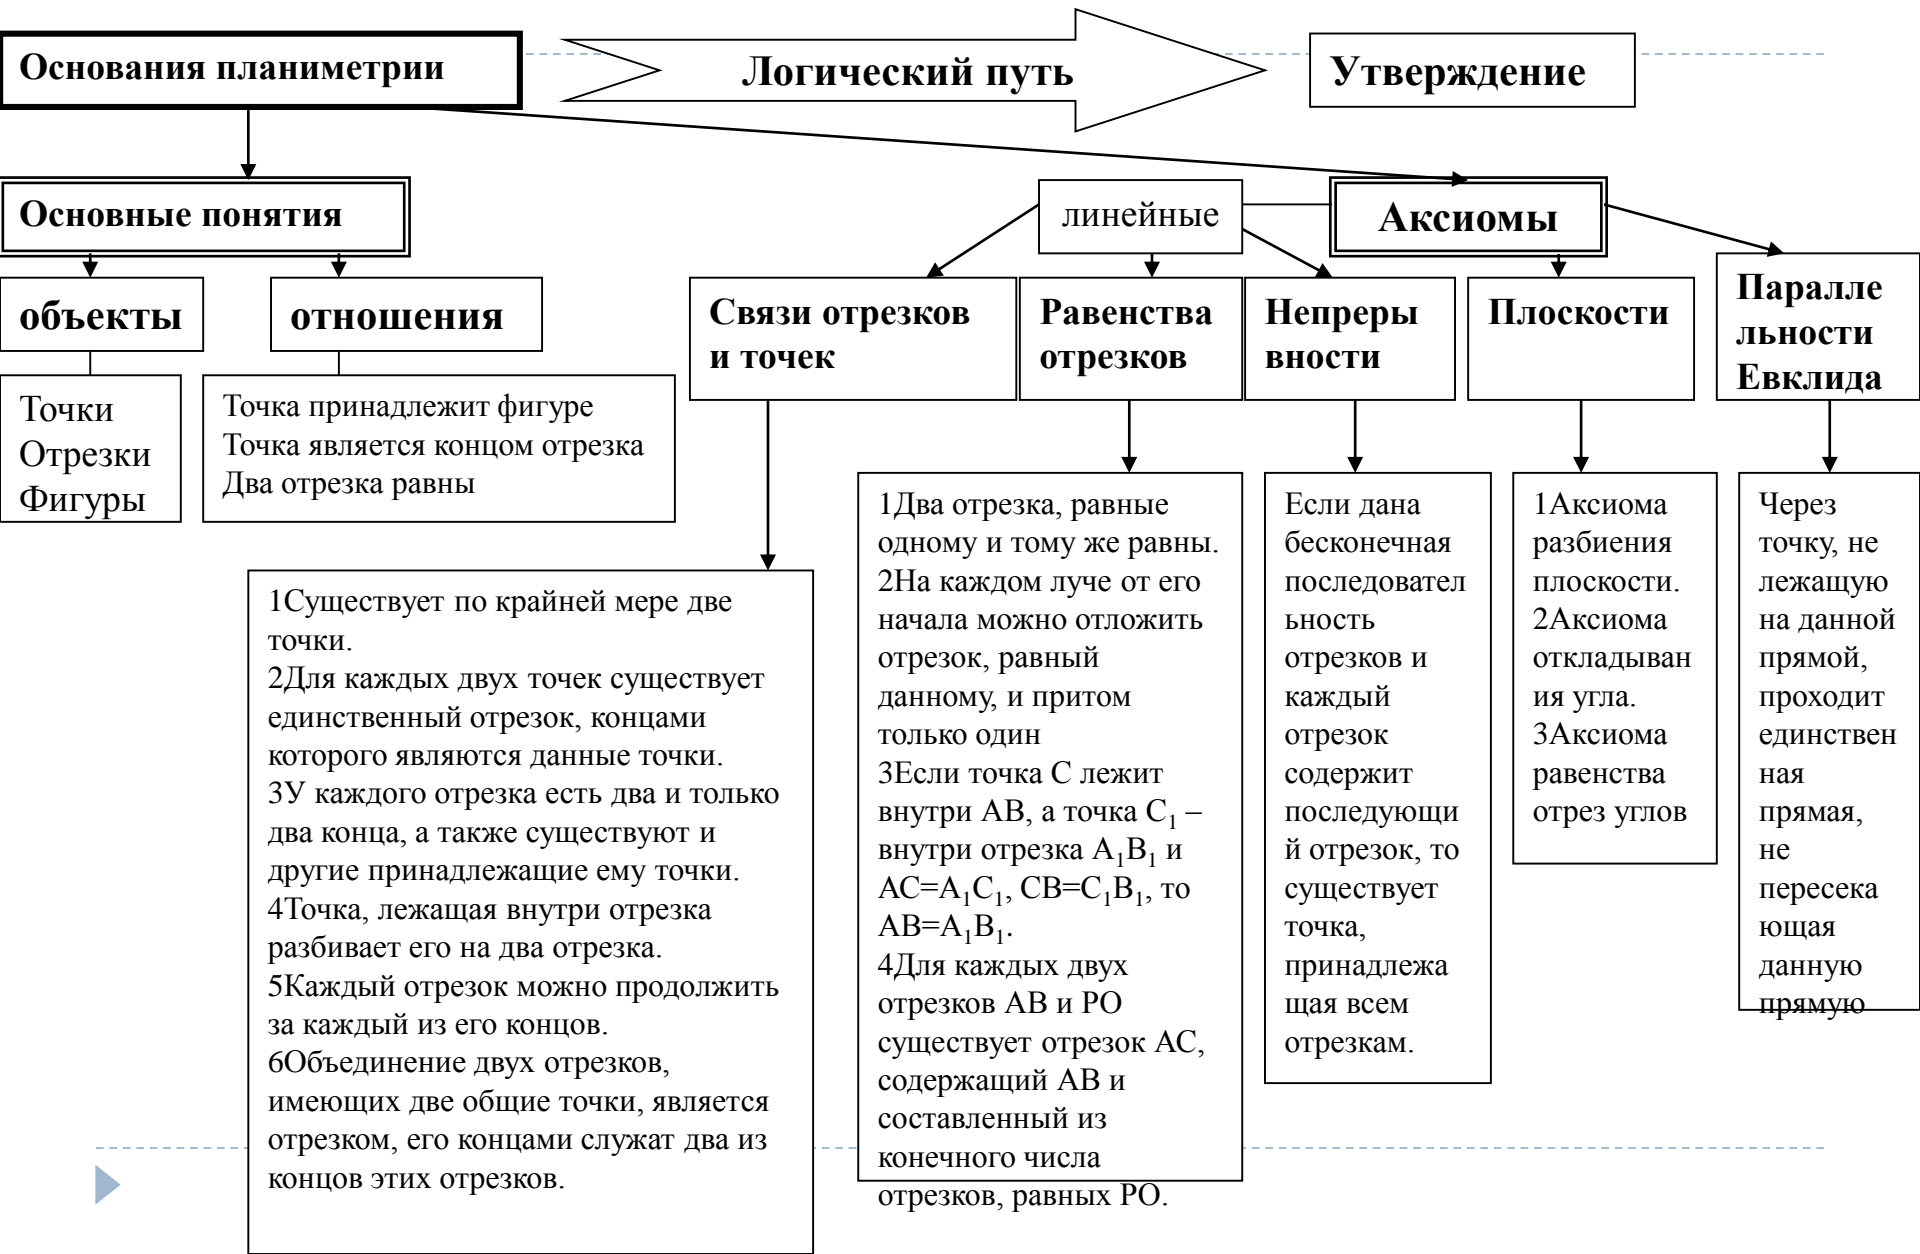 Основания планиметрии
Логический путь
Утверждение
Основные понятия
линейные
Аксиомы
объекты
отношения
Связи отрезков
и точек
Равенства
отрезков
Непреры
вности
Плоскости
Паралле
льности
Евклида
Точки
Отрезки
Фигуры
Точка принадлежит фигуре
Точка является концом отрезка
Два отрезка равны
1Существует по крайней мере две
точки.
2Для каждых двух точек существует
единственный отрезок, концами
которого являются данные точки.
3У каждого отрезка есть два и только
два конца, а также существуют и
другие принадлежащие ему точки.
4Точка, лежащая внутри отрезка
разбивает его на два отрезка.
5Каждый отрезок можно продолжить
за каждый из его концов.
6Объединение двух отрезков,
имеющих две общие точки, является
отрезком, его концами служат два из
концов этих отрезков.
1Два отрезка, равные
одному и тому же равны.
2На каждом луче от его
начала можно отложить
отрезок, равный
данному, и притом
только один
3Если точка С лежит
внутри АВ, а точка С₁ –
внутри отрезка А₁В₁ и
АС=А₁С₁, СВ=С₁В₁, то
АВ=А₁В₁.
4Для каждых двух
отрезков АВ и РО
существует отрезок АС,
содержащий АВ и
составленный из
конечного числа
отрезков, равных РО.
Если дана
бесконечная
последовател
ьность
отрезков и
каждый
отрезок
содержит
последующи
й отрезок, то
существует
точка,
принадлежа
щая всем
отрезкам.
1Аксиома
разбиения
плоскости.
2Аксиома
откладыван
ия угла.
3Аксиома
равенства
отрез углов
Через
точку, не
лежащую
на данной
прямой,
проходит
единствен
ная
прямая,
не
пересека
ющая
данную
прямую